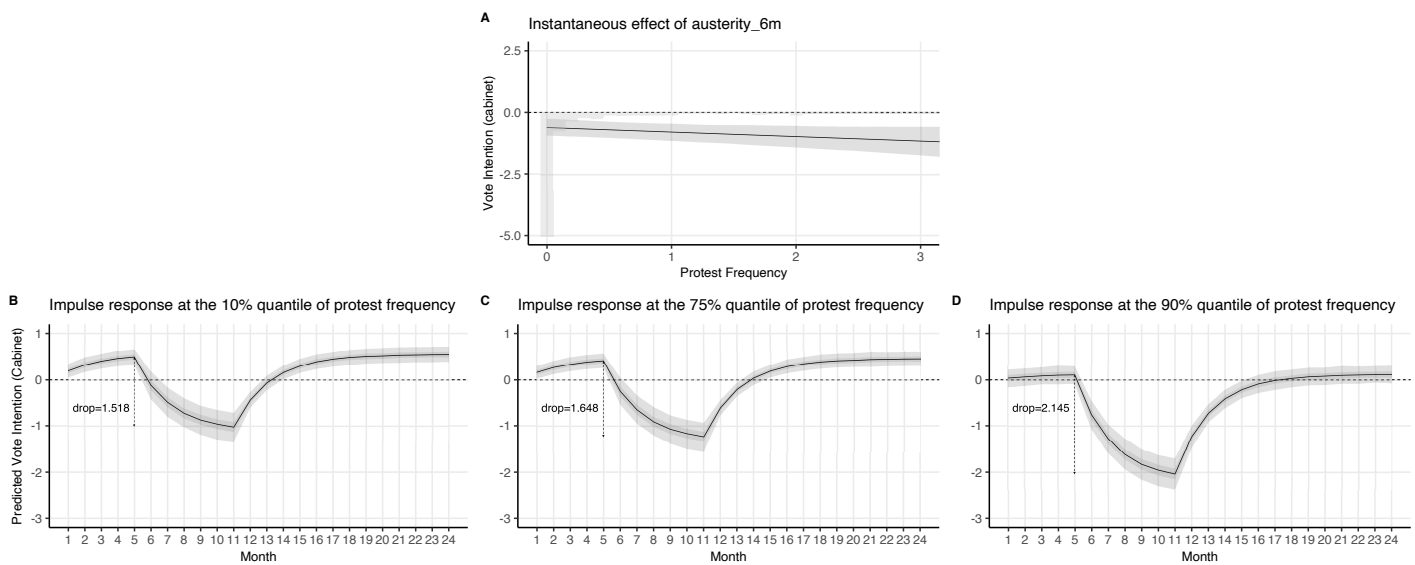 A Instantaneous effect of austerity_6m
2.5
0.0
-2.5
-5.0
Vote Intention (cabinet)
0 1 2 3
Protest Frequency
B Impulse response at the 10% quantile of protest frequency
1
0
-1
-2
-3
Predicted Vote Intention (Cabinet)
drop=1.518
1 2 3 4 5 6 7 8 9 10 11 12 13 14 15 16 17 18 19 20 21 22 23 24
Month
C Impulse response at the 75% quantile of protest frequency
1
0
-1
-2
-3
drop=1.648
1 2 3 4 5 6 7 8 9 10 11 12 13 14 15 16 17 18 19 20 21 22 23 24
Month
D Impulse response at the 90% quantile of protest frequency
1
0
-1
-2
-3
drop=2.145
1 2 3 4 5 6 7 8 9 10 11 12 13 14 15 16 17 18 19 20 21 22 23 24
Month